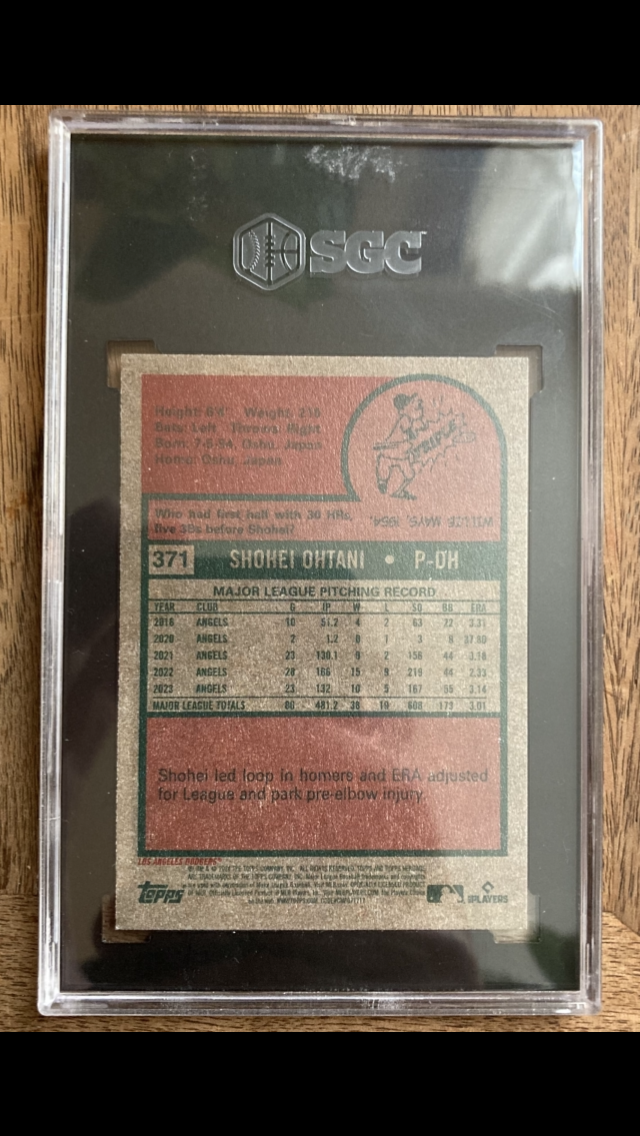 SGC
Height: 6'4" Weight: 210
Bats: Left Throws: Right
Born: 7-5-94, Oshu, Japan
Home: Oshu, Japan
TRIPLE
WILLIE MAYS, 1954.
Who had first half with 30 HRs,
five 3Bs before Shohei?
371 SHOHEI OHTANI • P-DH
MAJOR LEAGUE PITCHING RECORD
YEAR CLUB G IP W L SO BB ERA
2018 ANGELS 10 51.2 4 2 63 22 3.31
2020 ANGELS 2 1.2 0 1 3 8 37.80
2021 ANGELS 23 130.1 9 2 156 44 3.18
2022 ANGELS 28 166 15 9 219 44 2.33
2023 ANGELS 23 132 10 5 167 55 3.14
MAJOR LEAGUE TOTALS 86 481.2 38 19 608 173 3.01
Shohei led loop in homers and ERA adjusted
for League and park pre-elbow injury.
LOS ANGELES DODGERS™
topps
MLB PLAYERS